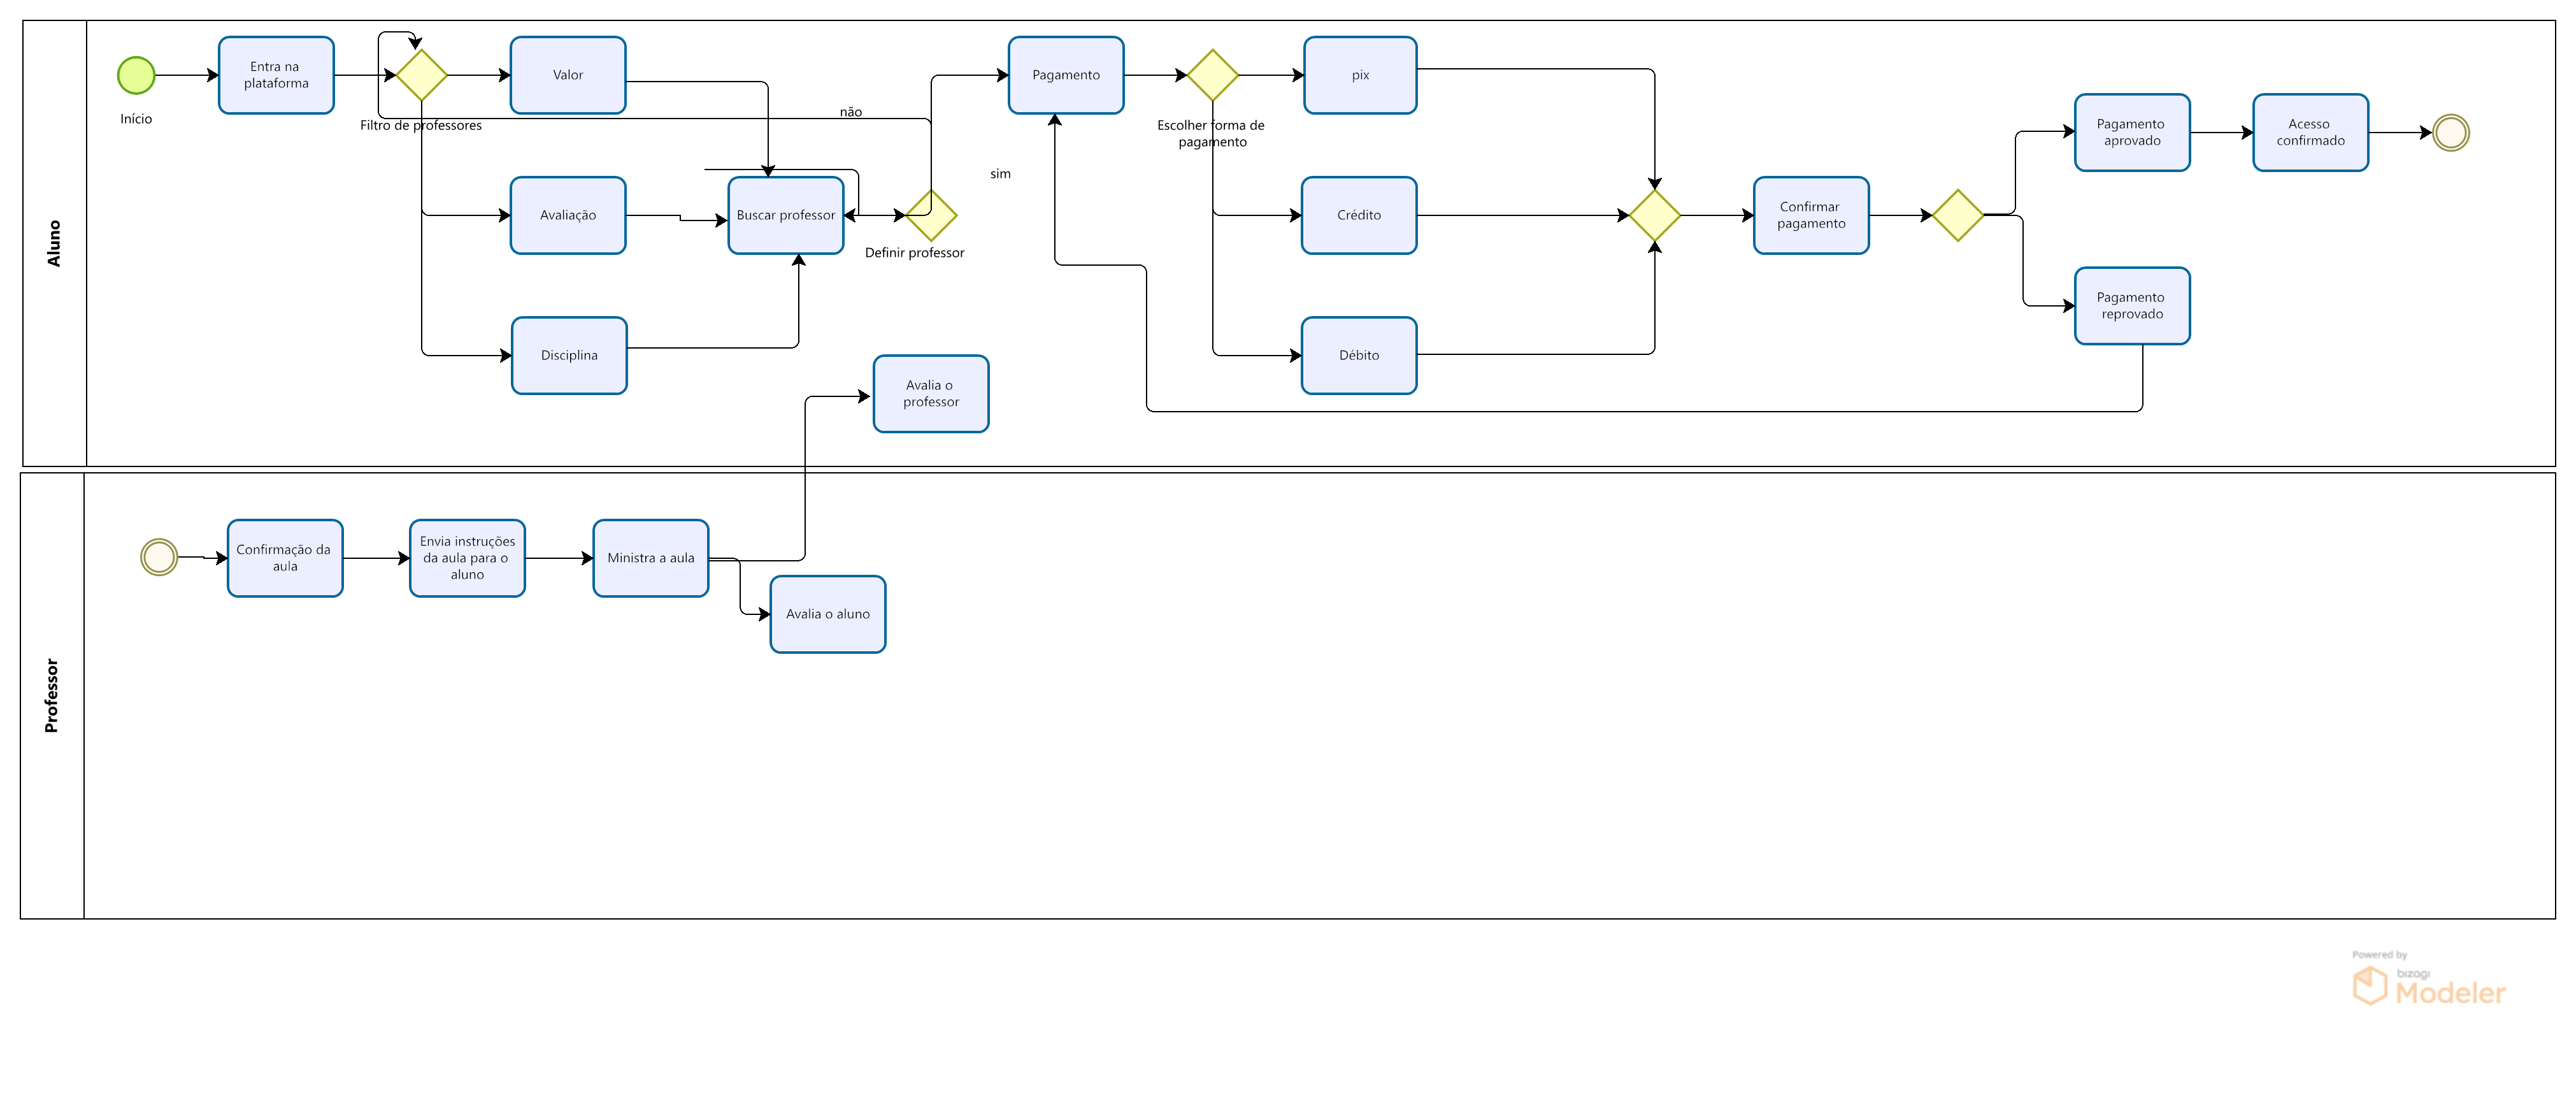 Aluno
Início
Entra na
plataforma
Filtro de professores
Valor
Avaliação
Disciplina
Buscar professor
não
Definir professor
sim
Pagamento
Escolher forma de
pagamento
pix
Crédito
Débito
Confirmar
pagamento
Pagamento
aprovado
Acesso
confirmado
Pagamento
reprovado
Avalia o
professor
Professor
Confirmação da
aula
Envia instruções
da aula para o
aluno
Ministra a aula
Avalia o aluno
Powered by
bizagi
Modeler